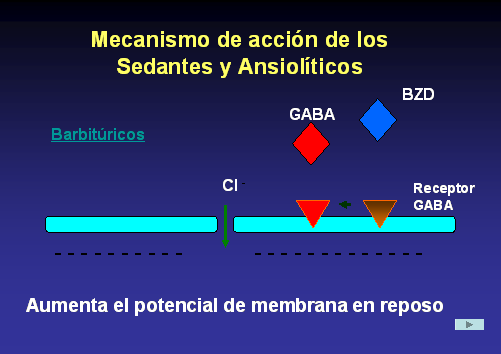 Mecanismo de acción de los
Sedantes y Ansiolíticos
BZD
GABA
Barbitúricos
Cl -
Receptor
GABA
Aumenta el potencial de membrana en reposo